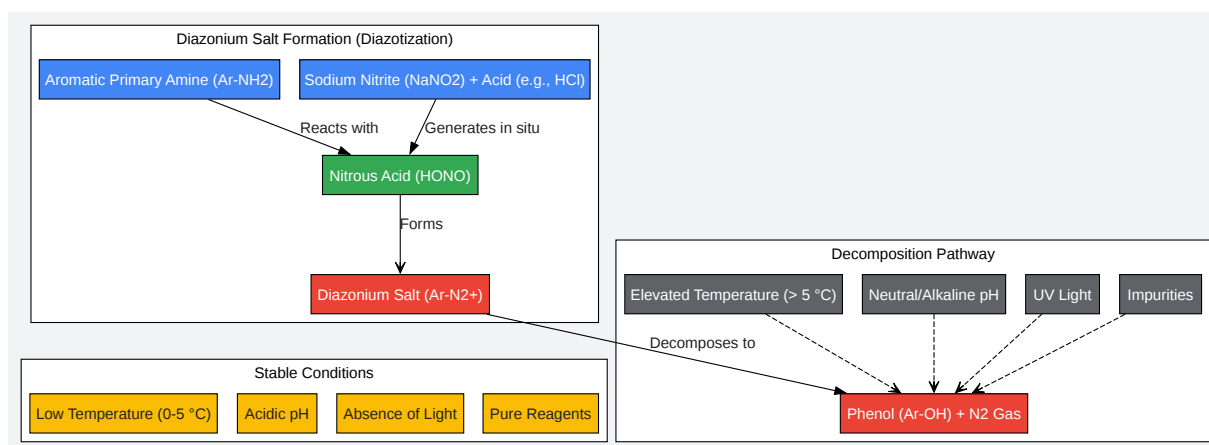 Diazonium Salt Formation (Diazotization)
Aromatic Primary Amine (Ar-NH2)
Sodium Nitrite (NaNO2) + Acid (e.g., HCl)
Reacts with
Generates in situ
Nitrous Acid (HONO)
Forms
Diazonium Salt (Ar-N2+)
Decomposition Pathway
Elevated Temperature (> 5 °C)
Neutral/Alkaline pH
UV Light
Impurities
Decomposes to
Phenol (Ar-OH) + N2 Gas
Stable Conditions
Low Temperature (0-5 °C)
Acidic pH
Absence of Light
Pure Reagents